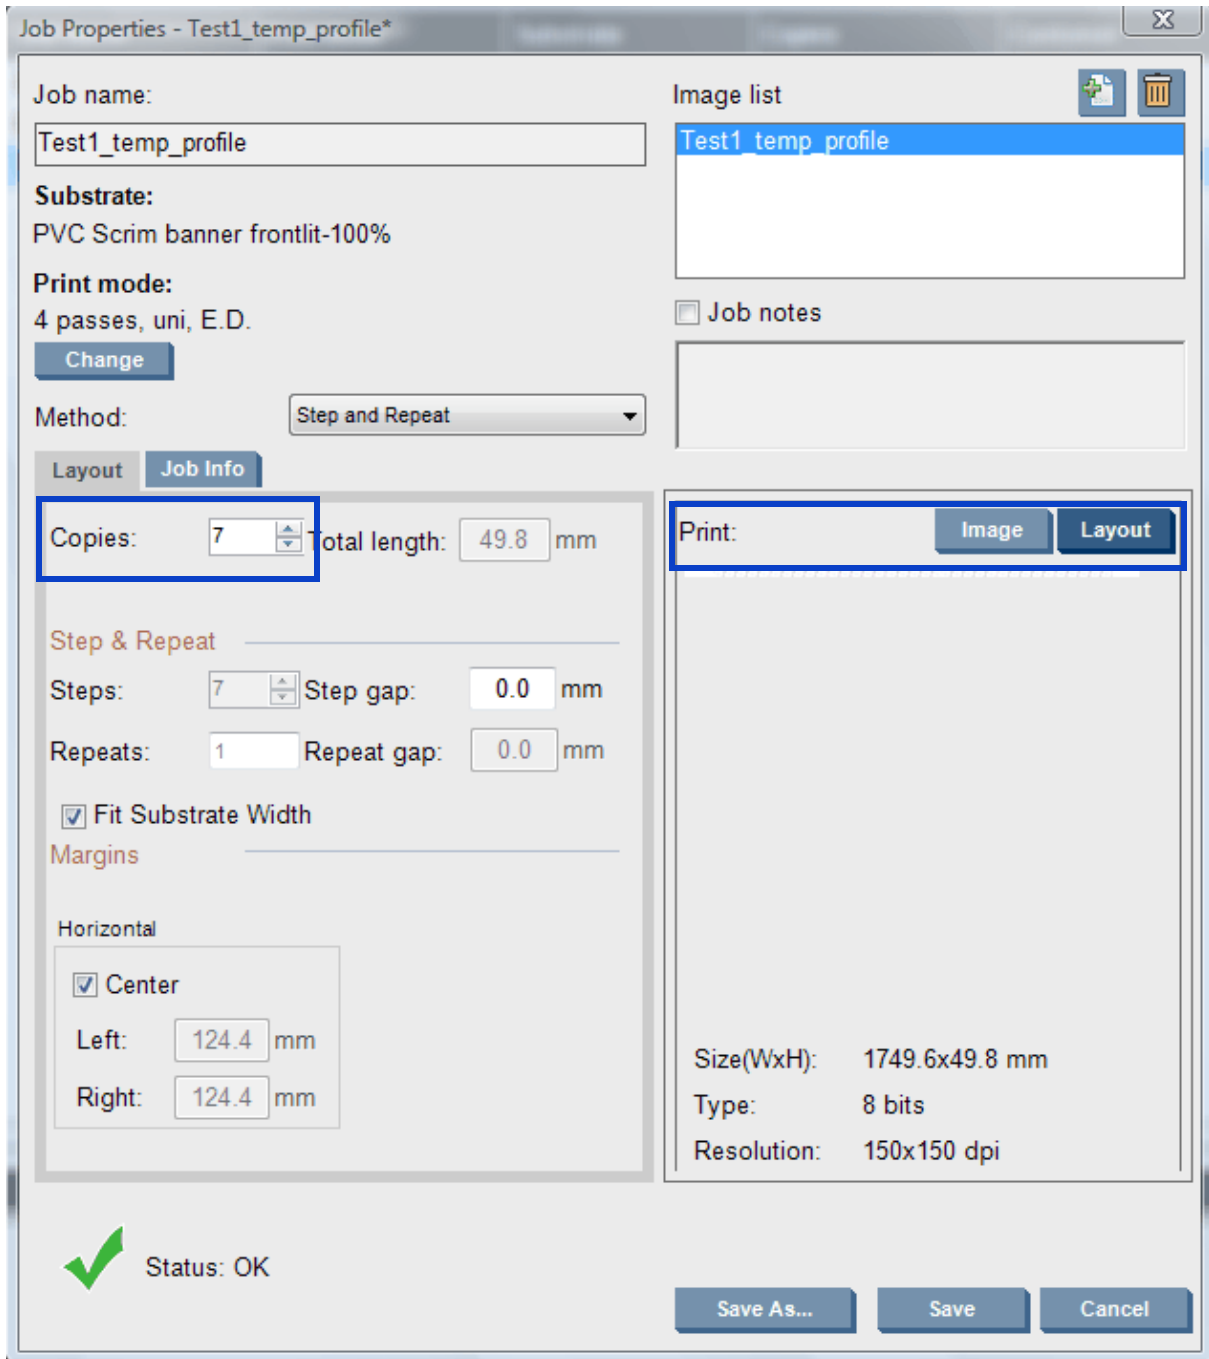 Job Properties - Test1_temp_profile*
Job name:
Test1_temp_profile
Substrate:
PVC Scrim banner frontlit-100%
Print mode:
4 passes, uni, E.D.
Change
Method:
Step and Repeat
Image list
Test1_temp_profile
Job notes
Layout
Job Info
Copies:
7
Total length:
49.8
mm
Step & Repeat
Steps:
7
Step gap:
0.0
mm
Repeats:
1
Repeat gap:
0.0
mm
Fit Substrate Width
Margins
Horizontal
Center
Left:
124.4
mm
Right:
124.4
mm
Print:
Image
Layout
Size(WxH):
1749.6x49.8 mm
Type:
8 bits
Resolution:
150x150 dpi
Status: OK
Save As...
Save
Cancel